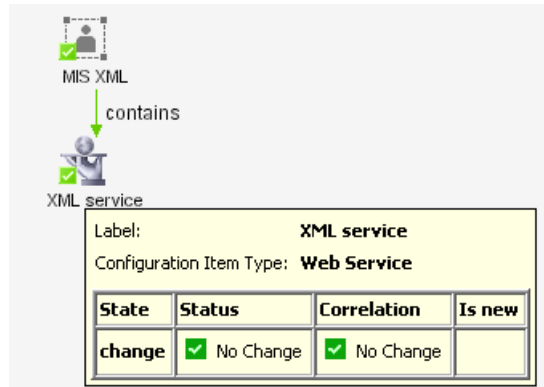 MIS XML
contains
XML service
Label: XML service
Configuration Item Type: Web Service
State Status Correlation Is new
change No Change No Change